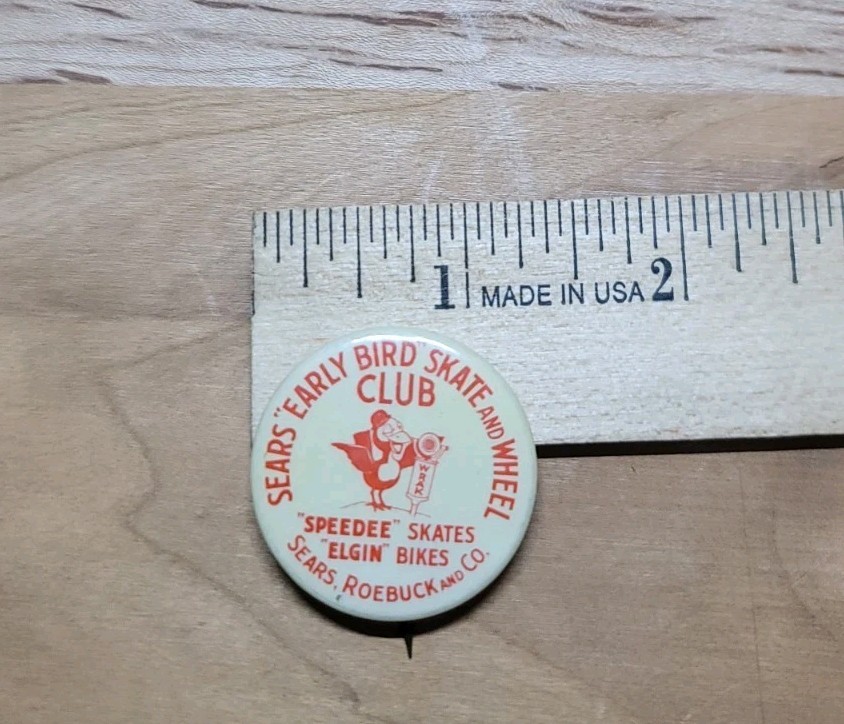 1 MADE IN USA 2
SEARS "EARLY BIRD" SKATE AND WHEEL
CLUB
WRAK
"SPEEDEE" SKATES
"ELGIN" BIKES
SEARS, ROEBUCK AND CO.